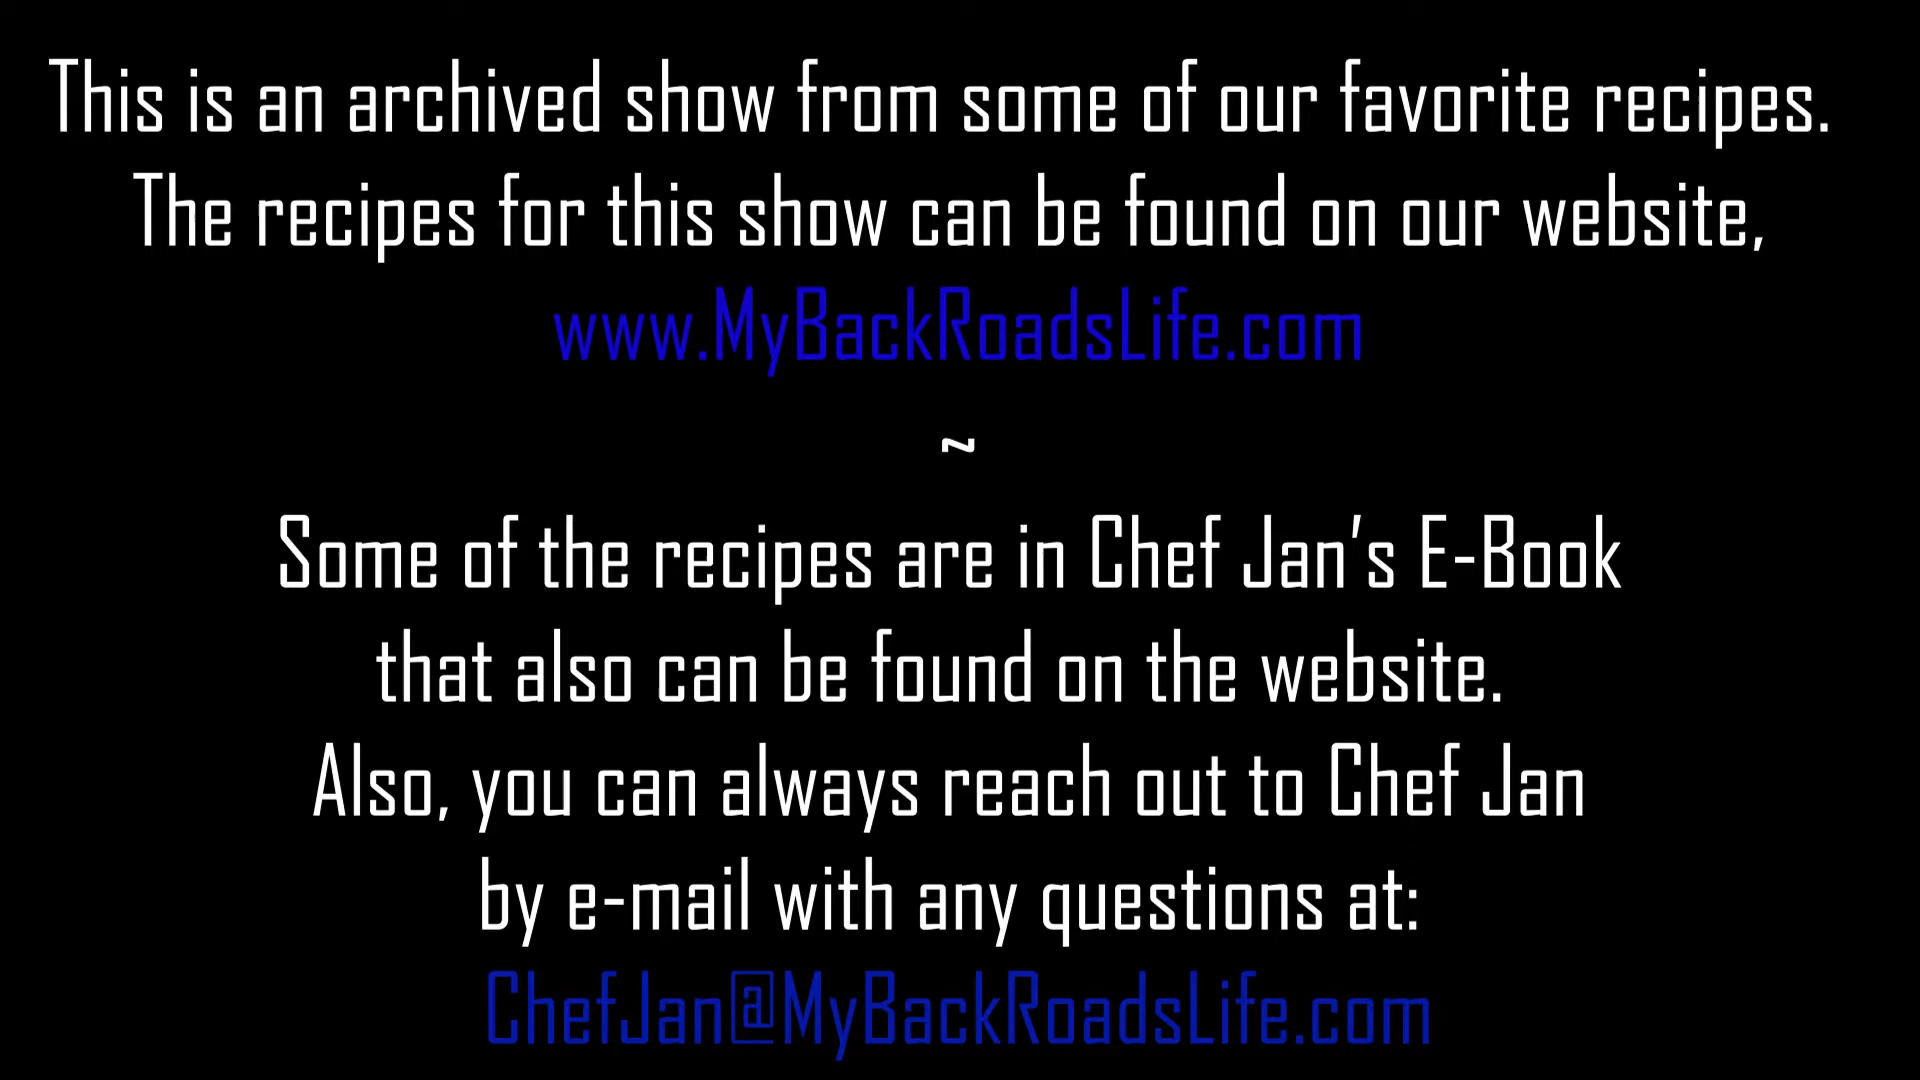 This is an archived show from some of our favorite recipes.
The recipes for this show can be found on our website,
www.MyBackRoadsLife.com
~
Some of the recipes are in Chef Jan's E-Book
that also can be found on the website.
Also, you can always reach out to Chef Jan
by e-mail with any questions at:
ChefJan@MyBackRoadsLife.com